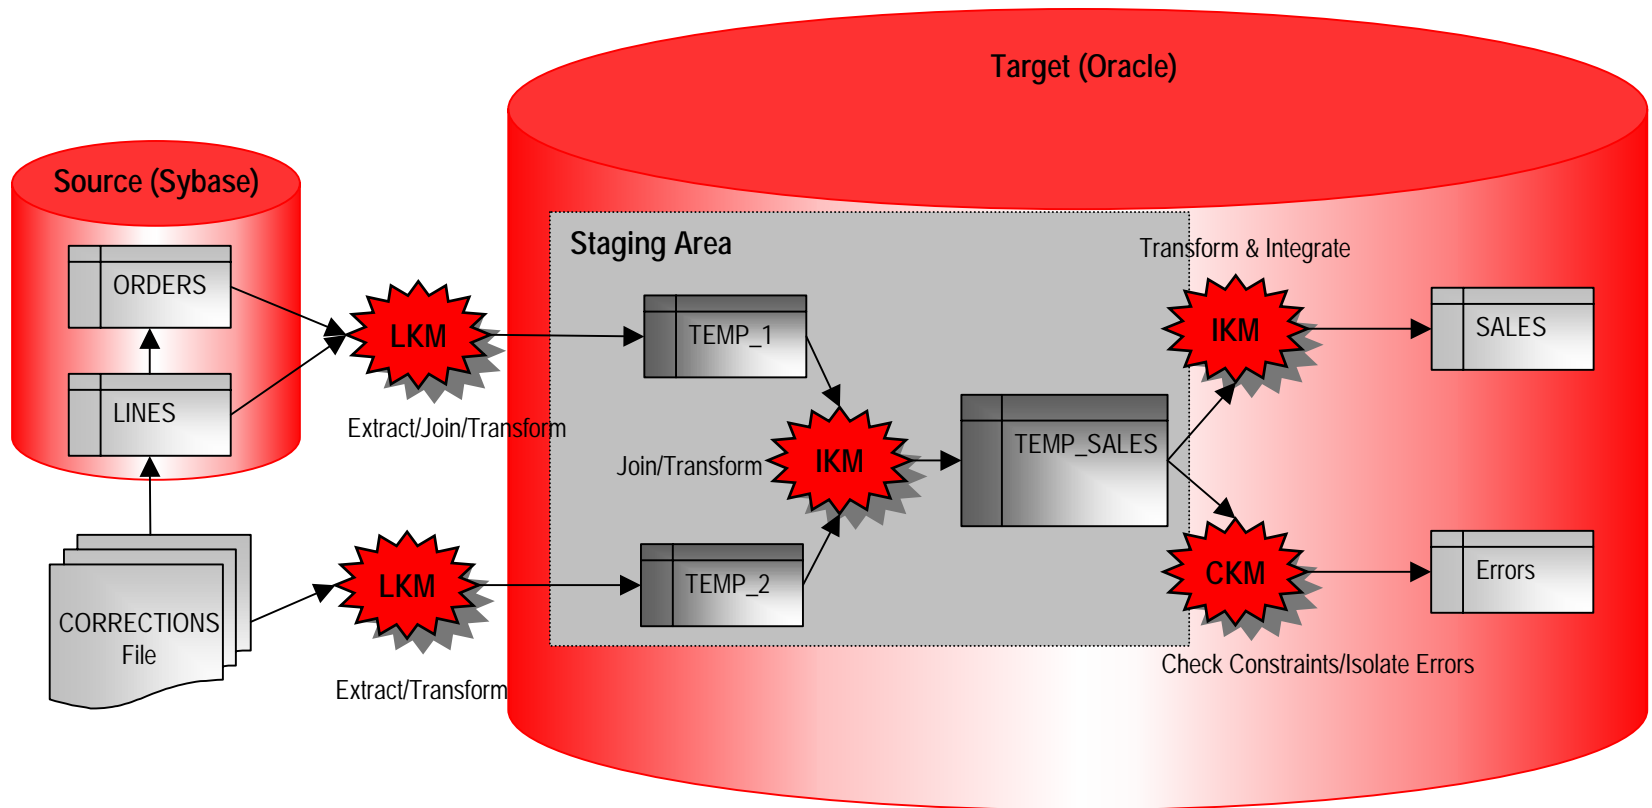 Target (Oracle)
Source (Sybase)
ORDERS
LINES
CORRECTIONS
File
LKM
Extract/Join/Transform
LKM
Extract/Transform
Staging Area
TEMP_1
TEMP_2
Join/Transform
IKM
TEMP_SALES
Transform & Integrate
IKM
SALES
CKM
Errors
Check Constraints/Isolate Errors